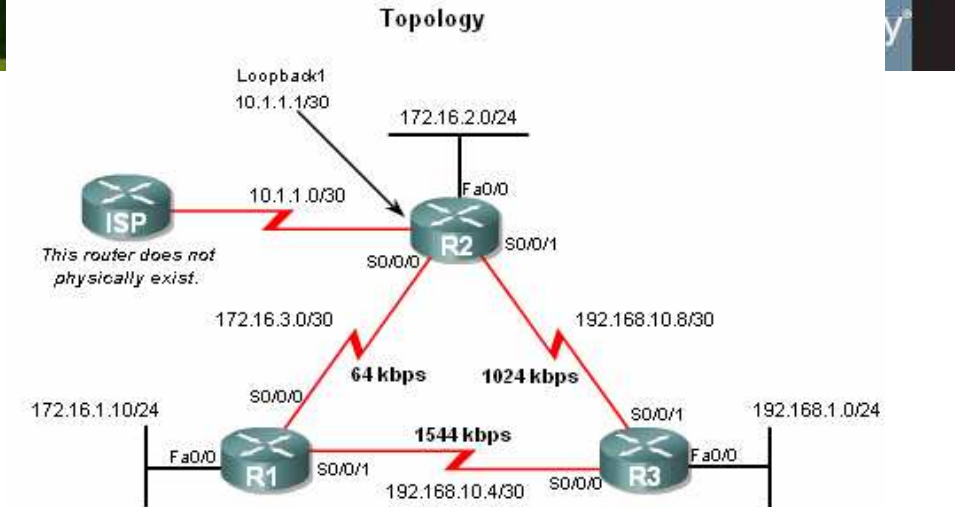 Topology
y®
Loopback1
10.1.1.1/30
172.16.2.0/24
10.1.1.0/30
Fa0/0
ISP
R2
S0/0/1
This router does not
physically exist.
S0/0/0
172.16.3.0/30
192.168.10.8/30
64 kbps
1024 kbps
S0/0/0
172.16.1.10/24
S0/0/1
192.168.1.0/24
1544 kbps
Fa0/0
R1
S0/0/1
192.168.10.4/30
S0/0/0
R3
Fa0/0